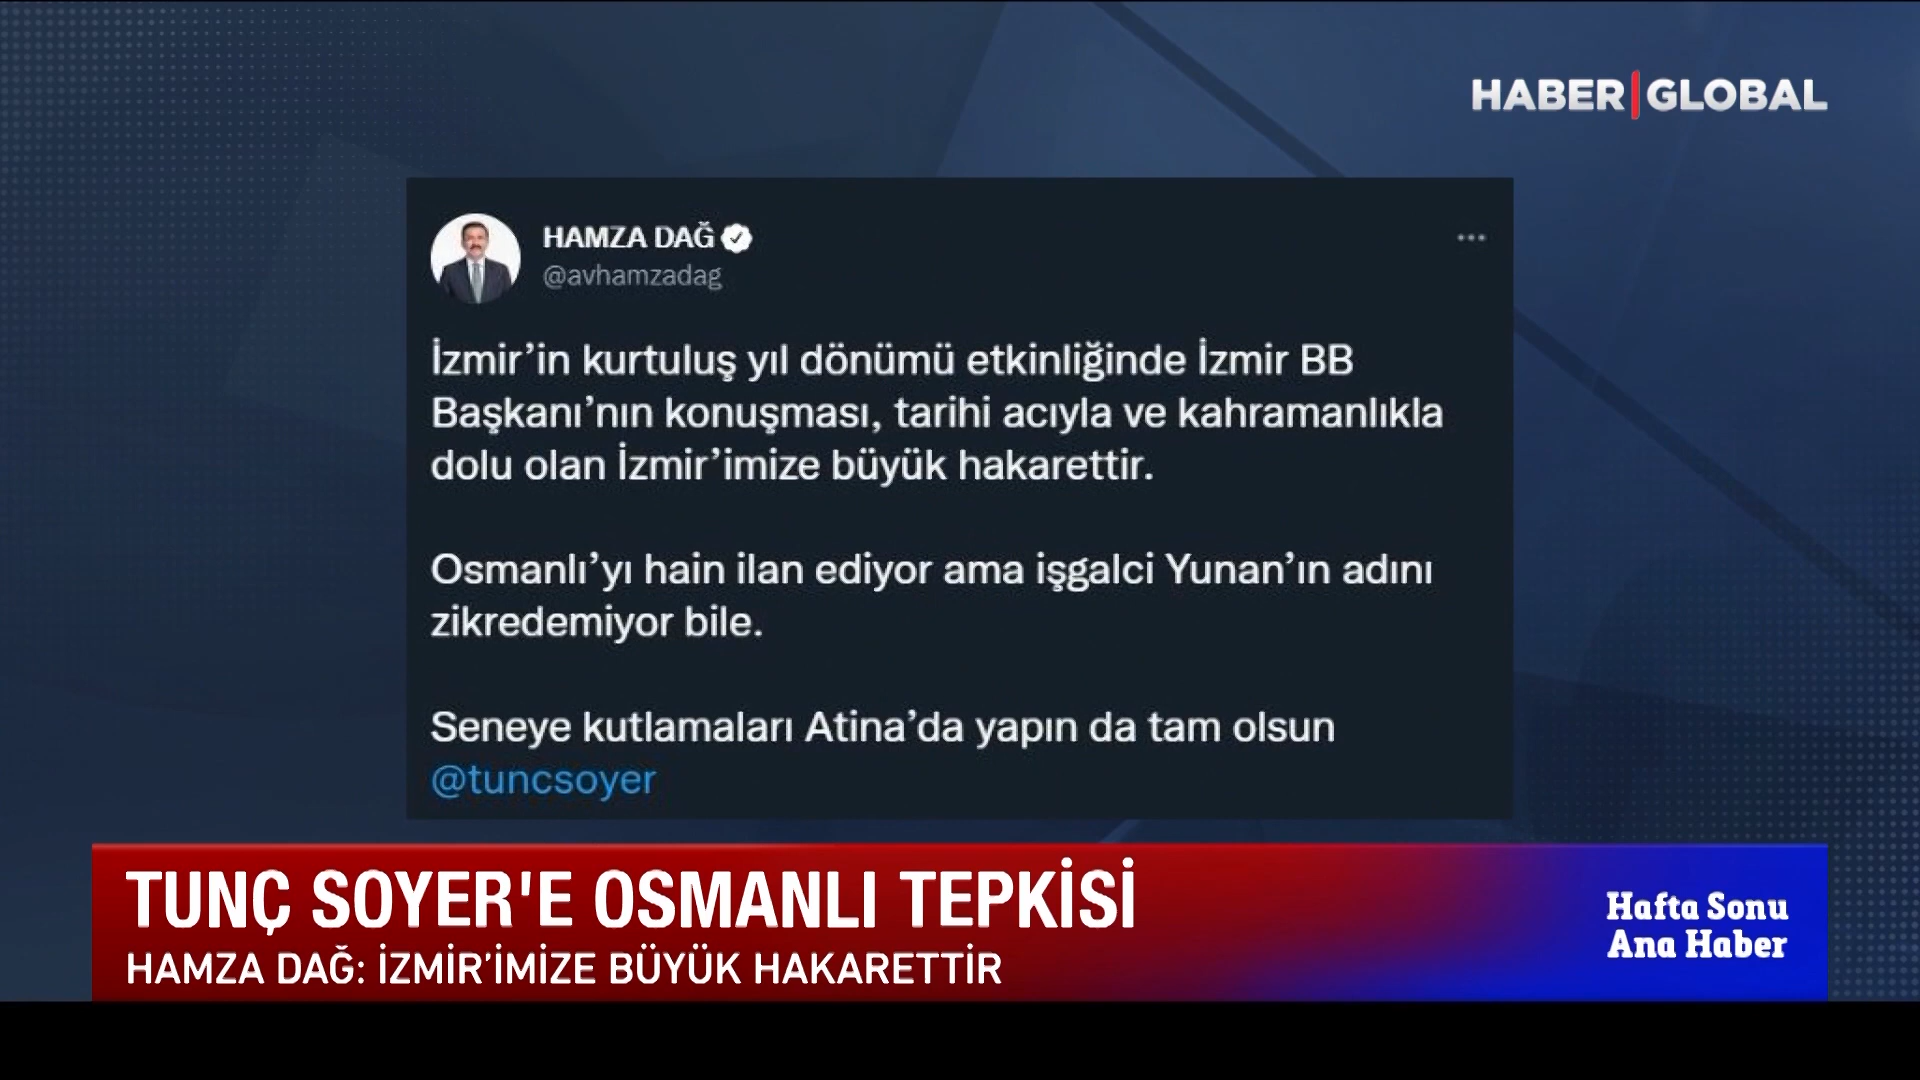 HABER GLOBAL
HAMZA DAĞ
@avhamzadag
İzmir’in kurtuluş yıl dönümü etkinliğinde İzmir BB
Başkanı’nın konuşması, tarihi acıyla ve kahramanlıkla
dolu olan İzmir’imize büyük hakarettir.
Osmanlı’yı hain ilan ediyor ama işgalci Yunan’ın adını
zikredemiyor bile.
Seneye kutlamaları Atina’da yapın da tam olsun
@tuncsoyer
TUNÇ SOYER'E OSMANLI TEPKİSİ
HAMZA DAĞ: İZMİR’İMİZE BÜYÜK HAKARETTİR
Hafta Sonu
Ana Haber